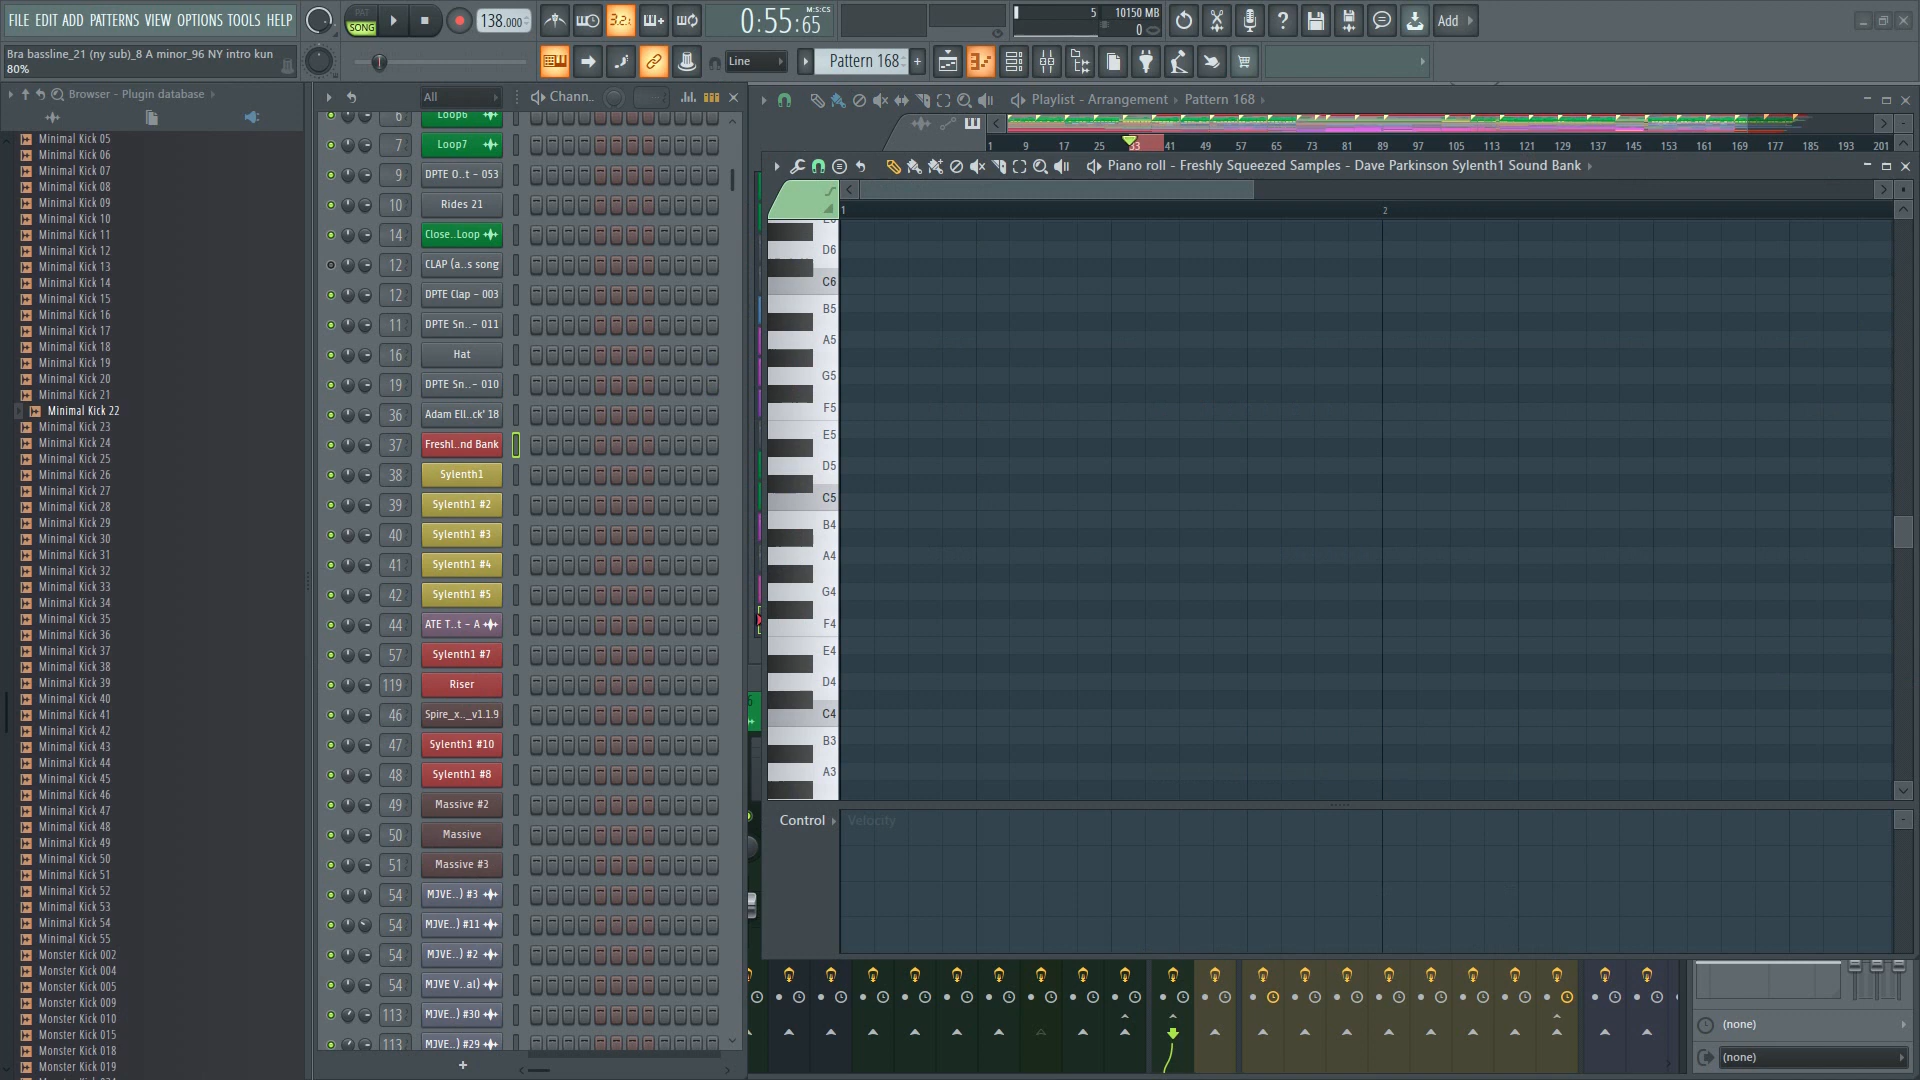 FILE EDIT ADD PATTERNS VIEW OPTIONS TOOLS HELP
PAT
SONG
138.000
3.2.
0:55:65
M:S:CS
5
10150 MB
0
Add
Bra bassline_21 (ny sub)_8 A minor_96 NY intro kun
80%
Line
Pattern 168
Browser - Plugin database
All
Chann..
Playlist - Arrangement
Pattern 168
1 9 17 25 33 41 49 57 65 73 81 89 97 105 113 121 129 137 145 153 161 169 177 185 193 201
Piano roll - Freshly Squeezed Samples - Dave Parkinson Sylenth1 Sound Bank
1
2
Minimal Kick 05
Minimal Kick 06
Minimal Kick 07
Minimal Kick 08
Minimal Kick 09
Minimal Kick 10
Minimal Kick 11
Minimal Kick 12
Minimal Kick 13
Minimal Kick 14
Minimal Kick 15
Minimal Kick 16
Minimal Kick 17
Minimal Kick 18
Minimal Kick 19
Minimal Kick 20
Minimal Kick 21
Minimal Kick 22
Minimal Kick 23
Minimal Kick 24
Minimal Kick 25
Minimal Kick 26
Minimal Kick 27
Minimal Kick 28
Minimal Kick 29
Minimal Kick 30
Minimal Kick 31
Minimal Kick 32
Minimal Kick 33
Minimal Kick 34
Minimal Kick 35
Minimal Kick 36
Minimal Kick 37
Minimal Kick 38
Minimal Kick 39
Minimal Kick 40
Minimal Kick 41
Minimal Kick 42
Minimal Kick 43
Minimal Kick 44
Minimal Kick 45
Minimal Kick 46
Minimal Kick 47
Minimal Kick 48
Minimal Kick 49
Minimal Kick 50
Minimal Kick 51
Minimal Kick 52
Minimal Kick 53
Minimal Kick 54
Minimal Kick 55
Monster Kick 002
Monster Kick 004
Monster Kick 005
Monster Kick 009
Monster Kick 010
Monster Kick 015
Monster Kick 018
Monster Kick 019
6 Loop6
7 Loop7
9 DPTE O..t - 053
10 Rides 21
14 Close..Loop
12 CLAP (a..s song
12 DPTE Clap - 003
11 DPTE Sn..- 011
16 Hat
19 DPTE Sn..- 010
36 Adam Ell..ck' 18
37 Freshl..nd Bank
38 Sylenth1
39 Sylenth1 #2
40 Sylenth1 #3
41 Sylenth1 #4
42 Sylenth1 #5
44 ATE T..t - A
57 Sylenth1 #7
119 Riser
46 Spire_x.._v1.1.9
47 Sylenth1 #10
48 Sylenth1 #8
49 Massive #2
50 Massive
51 Massive #3
54 MJVE..) #3
54 MJVE..) #11
54 MJVE..) #2
54 MJVE V..al)
113 MJVE..) #30
113 MJVE..) #29
+
D6
C6
B5
A5
G5
F5
E5
D5
C5
B4
A4
G4
F4
E4
D4
C4
B3
A3
Control
Velocity
(none)
(none)